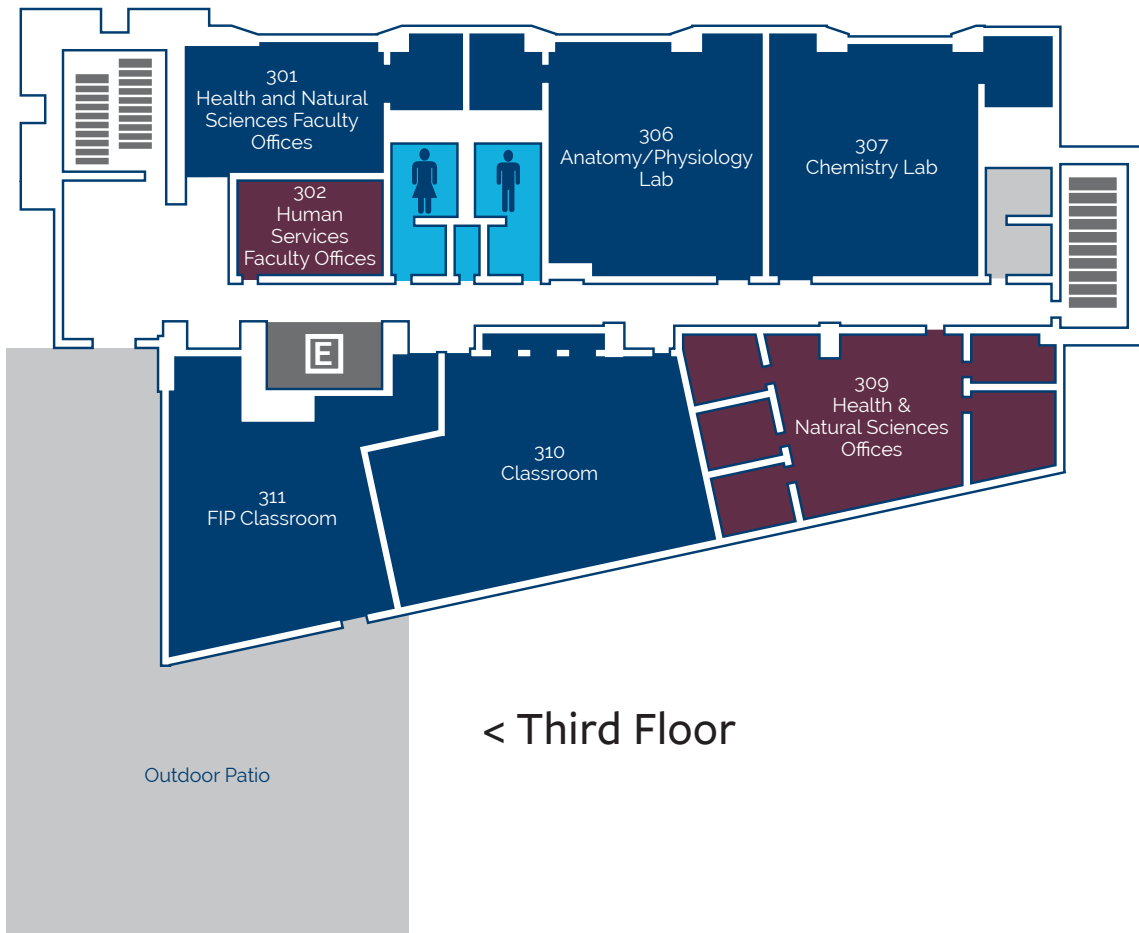 301
Health and Natural
Sciences Faculty
Offices
302
Human
Services
Faculty Offices
306
Anatomy/Physiology
Lab
307
Chemistry Lab
E
309
Health &
Natural Sciences
Offices
310
Classroom
311
FIP Classroom
< Third Floor
Outdoor Patio